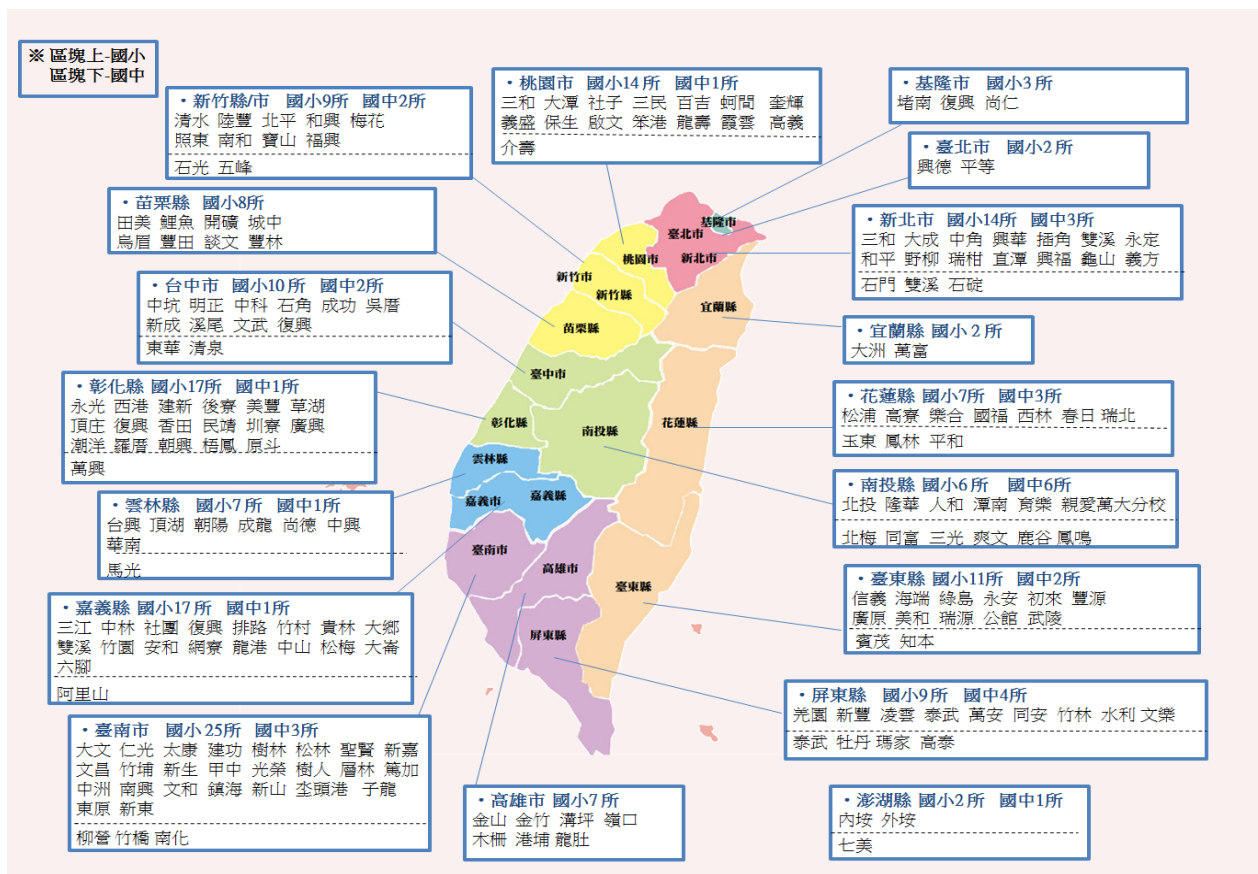 ※ 區塊上-國小
區塊下-國中
・新竹縣/市 國小9所 國中2所
清水 陸豐 北平 和興 梅花
照東 南和 寶山 福興
石光 五峰
・桃園市 國小14所 國中1所
三和 大潭 社子 三民 百吉 蚵間 奎輝
義盛 保生 啟文 笨港 龍壽 霞雲 高義
介壽
・基隆市 國小3所
堵南 復興 尚仁
・臺北市 國小2所
興德 平等
・苗栗縣 國小8所
田美 鯉魚 開礦 城中
烏眉 豐田 談文 豐林
・新北市 國小14所 國中3所
三和 大成 中角 興華 插角 雙溪 永定
和平 野柳 瑞柑 直潭 興福 龜山 義方
石門 雙溪 石碇
・台中市 國小10所 國中2所
中坑 明正 中科 石角 成功 吳厝
新成 溪尾 文武 復興
東華 清泉
・宜蘭縣 國小2所
大洲 萬富
・彰化縣 國小17所 國中1所
永光 西港 建新 後寮 美豐 草湖
頂庄 復興 香田 民靖 圳寮 廣興
潮洋 羅厝 朝興 梧鳳 原斗
萬興
・花蓮縣 國小7所 國中3所
松浦 高寮 樂合 國福 西林 春日 瑞北
玉東 鳳林 平和
・雲林縣 國小7所 國中1所
台興 頂湖 朝陽 成龍 尚德 中興
華南
馬光
・南投縣 國小6所 國中6所
北投 隆華 人和 潭南 育樂 親愛萬大分校
北梅 同富 三光 爽文 鹿谷 鳳鳴
・嘉義縣 國小17所 國中1所
三江 中林 社團 復興 排路 竹村 貴林 大鄉
雙溪 竹園 安和 網寮 龍港 中山 松梅 大崙
六腳
阿里山
・臺東縣 國小11所 國中2所
信義 海端 綠島 永安 初來 豐源
廣原 美和 瑞源 公館 武陵
賓茂 知本
・屏東縣 國小9所 國中4所
羌園 新豐 凌雲 泰武 萬安 同安 竹林 水利 文樂
泰武 牡丹 瑪家 高泰
・臺南市 國小25所 國中3所
大文 仁光 太康 建功 樹林 松林 聖賢 新嘉
文昌 竹埔 新生 甲中 光榮 樹人 層林 篤加
中洲 南興 文和 鎮海 新山 坔頭港 子龍
東原 新東
柳營 竹橋 南化
・高雄市 國小7所
金山 金竹 溝坪 嶺口
木柵 港埔 龍肚
・澎湖縣 國小2所 國中1所
內垵 外垵
七美
基隆市
臺北市
桃園市
新北市
新竹市
新竹縣
宜蘭縣
苗栗縣
臺中市
彰化縣
南投縣
花蓮縣
雲林縣
嘉義市
嘉義縣
臺南市
高雄市
臺東縣
屏東縣